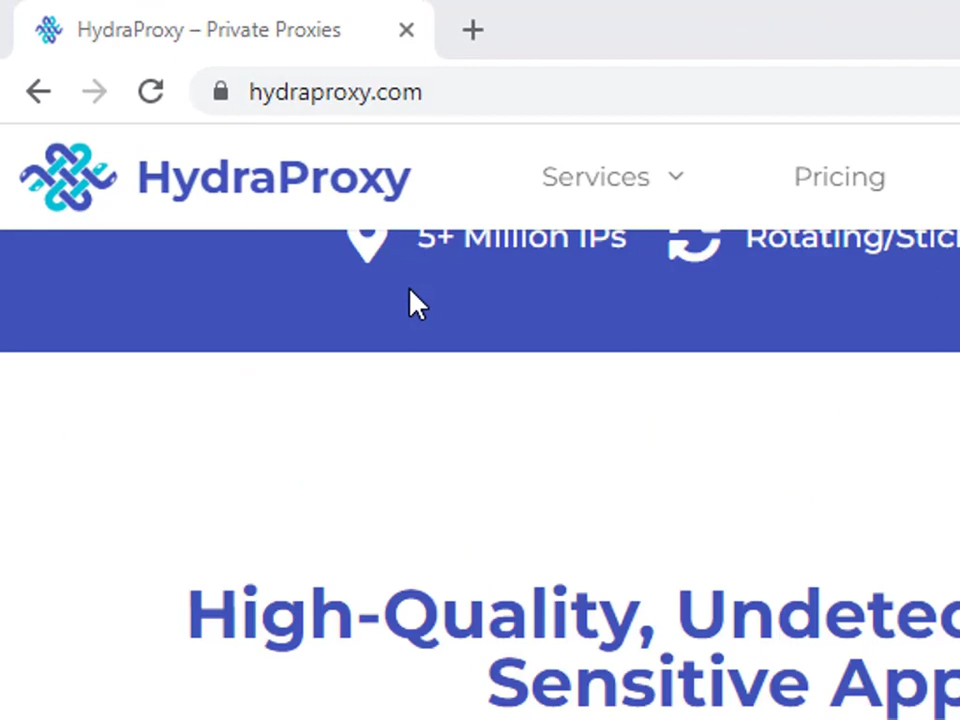 HydraProxy – Private Proxies
hydraproxy.com
HydraProxy
Services
Pricing
5+ Million IPs
High-Quality,
Sensitive